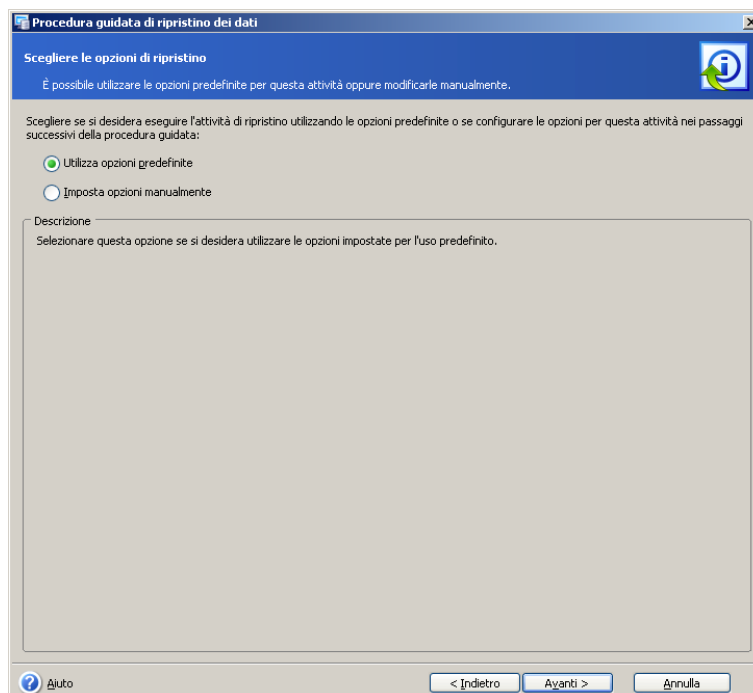 Procedura guidata di ripristino dei dati
Scegliere le opzioni di ripristino
È possibile utilizzare le opzioni predefinite per questa attività oppure modificarle manualmente.
Scegliere se si desidera eseguire l'attività di ripristino utilizzando le opzioni predefinite o se configurare le opzioni per questa attività nei passaggi
successivi della procedura guidata:
Utilizza opzioni predefinite
Imposta opzioni manualmente
Descrizione
Selezionare questa opzione se si desidera utilizzare le opzioni impostate per l'uso predefinito.
Aiuto
< Indietro
Avanti >
Annulla